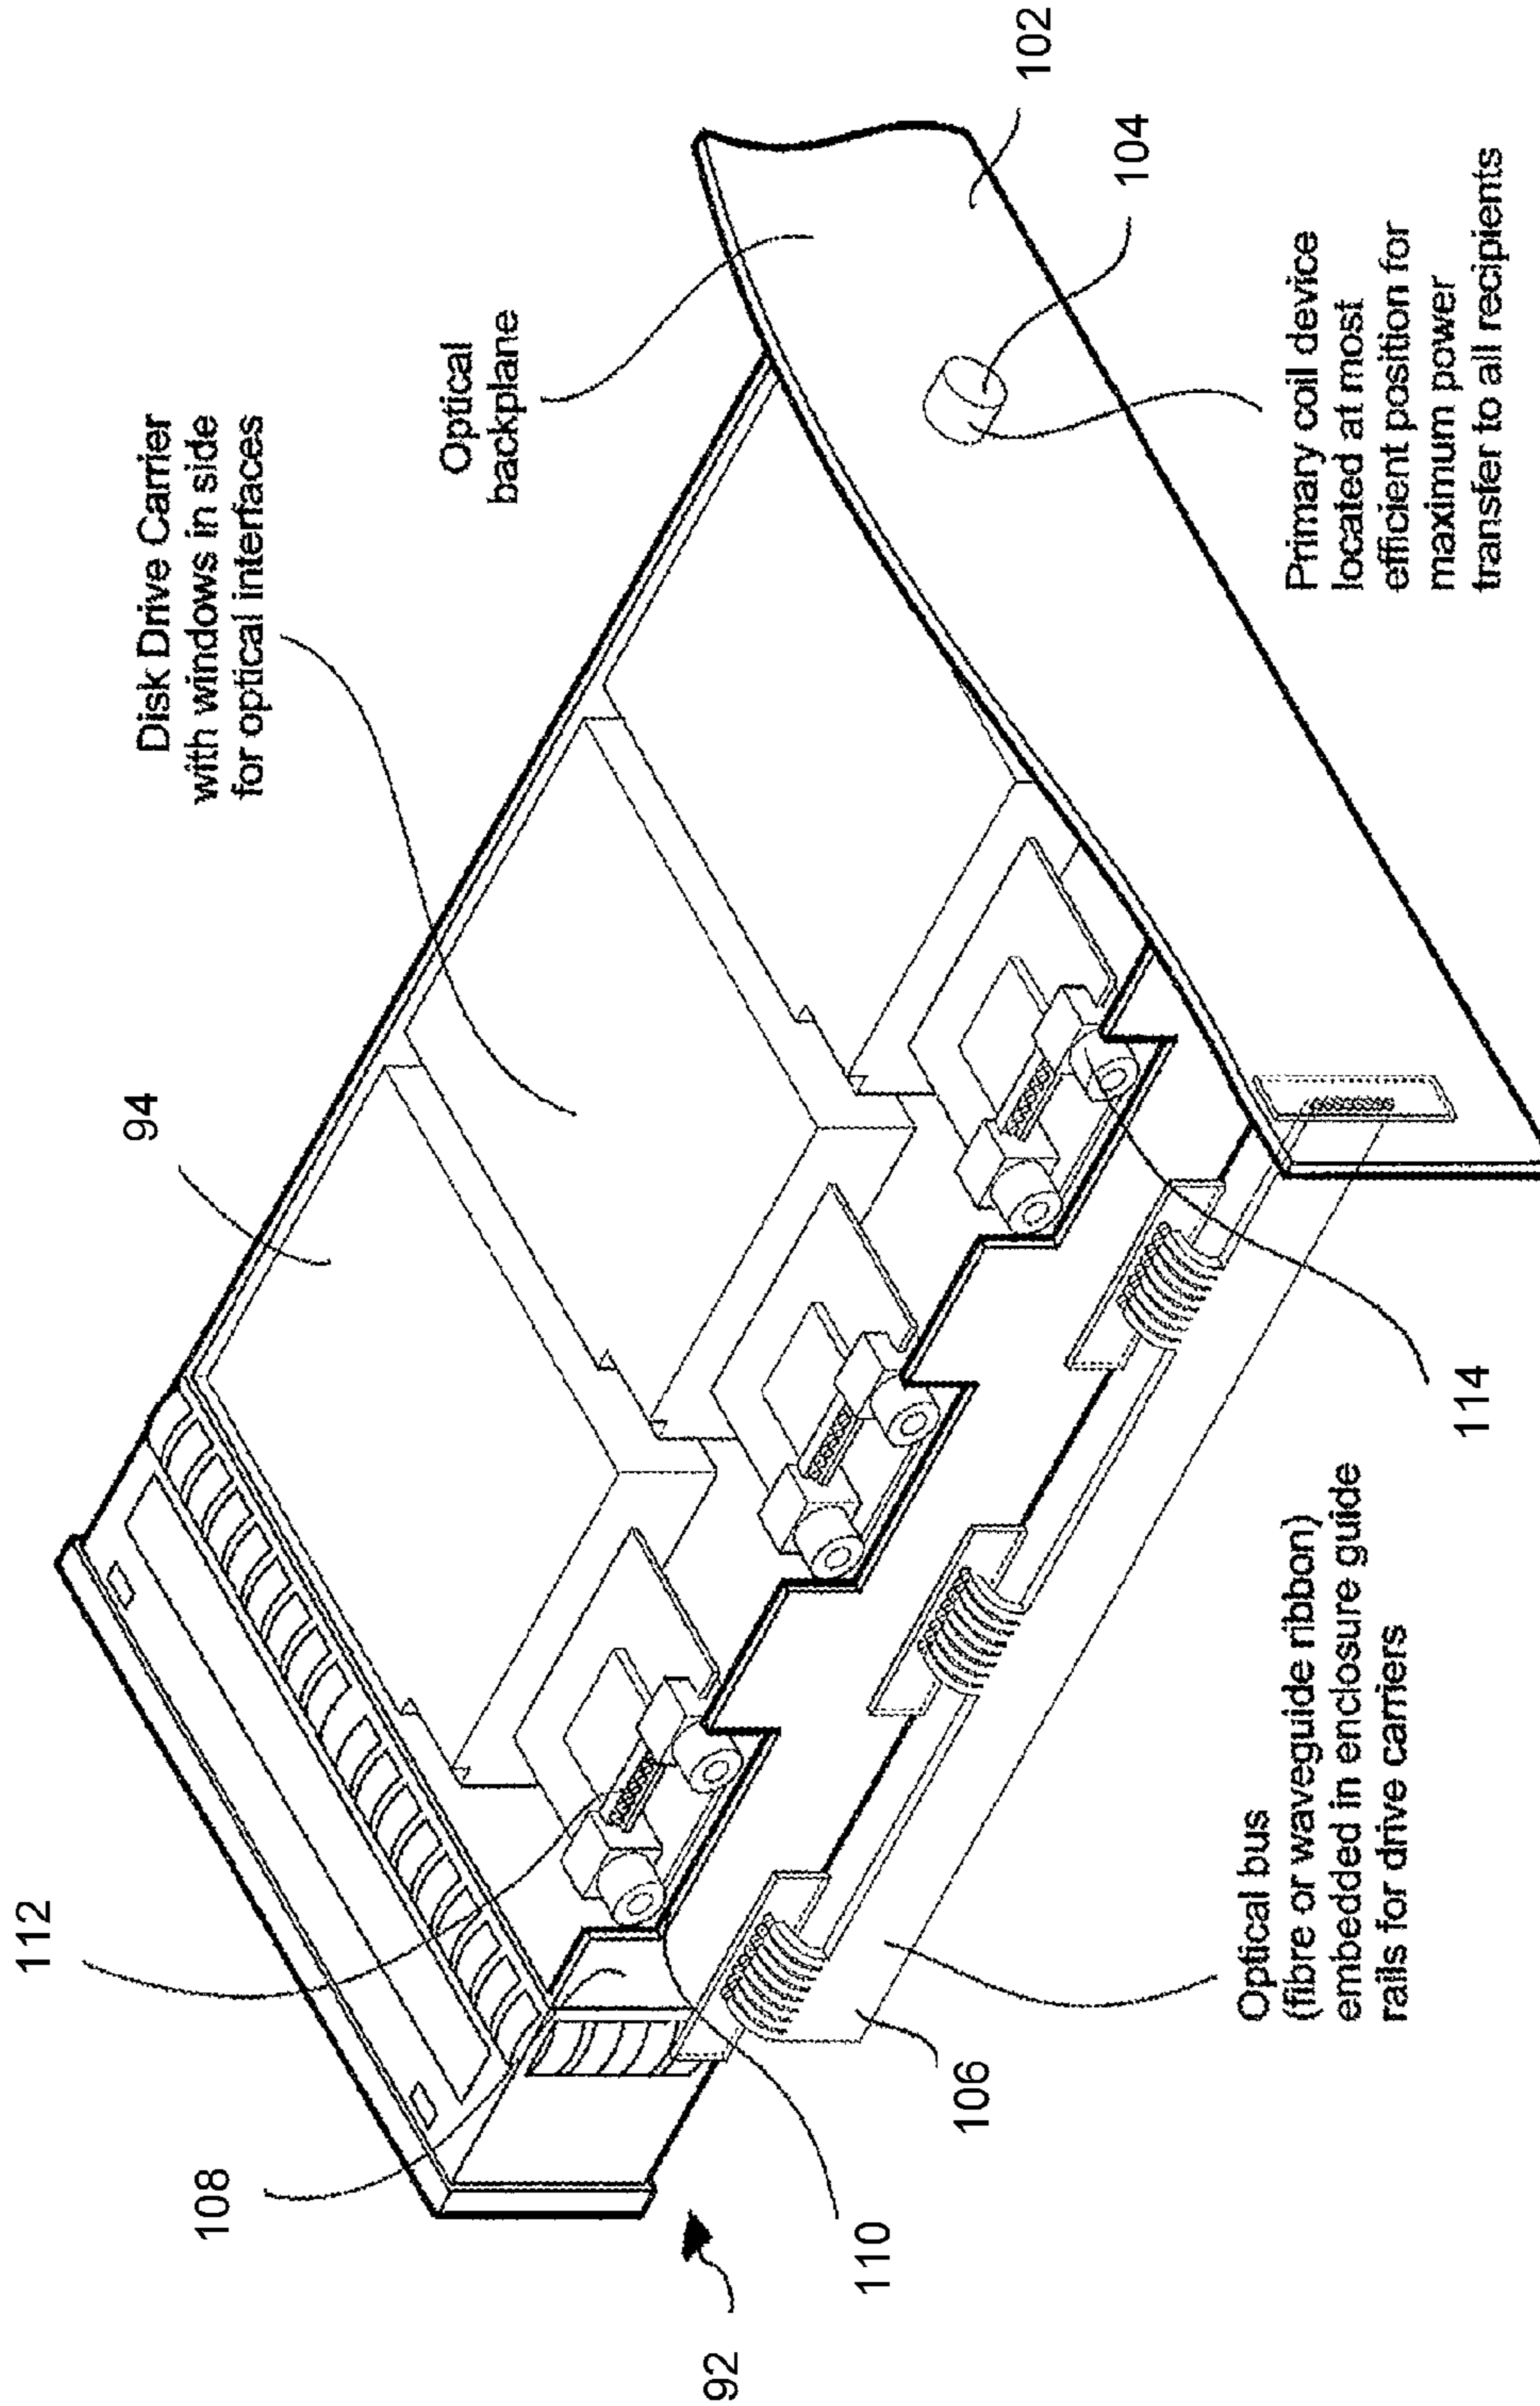 112
94
Disk Drive Carrier
with windows in side
for optical interfaces
Optical
backplane
102
104
Primary coil device
located at most
efficient position for
maximum power
transfer to all recipients
108
92
110
106
Optical bus
(fibre or waveguide ribbon)
embedded in enclosure guide
rails for drive carriers
114